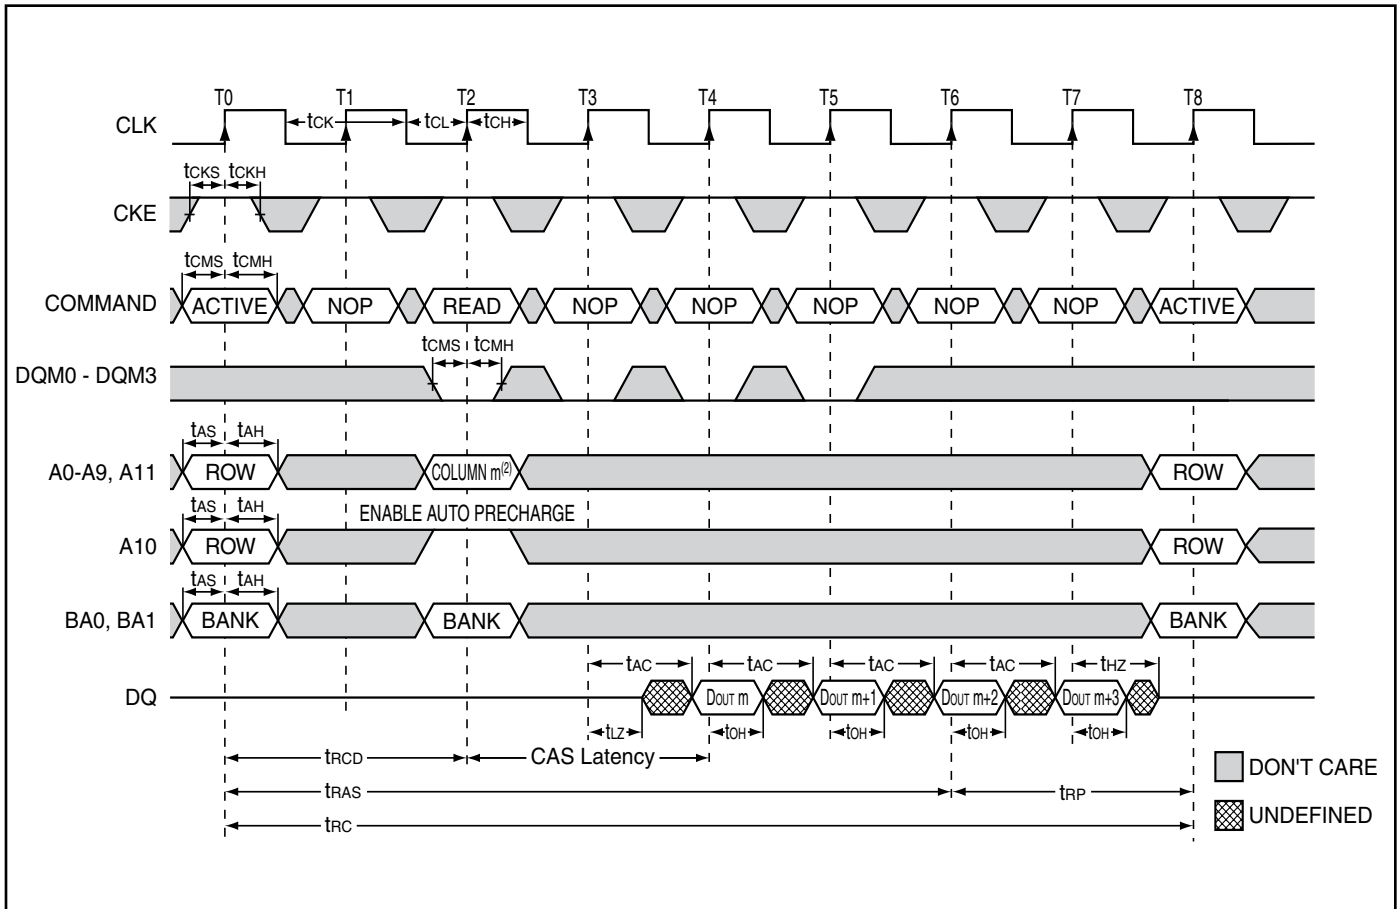 T0 T1 T2 T3 T4 T5 T6 T7 T8
CLK tCK tCL tCH
tCKS tCKH
CKE
tCMS tCMH
COMMAND ACTIVE NOP READ NOP NOP NOP NOP NOP ACTIVE
tCMS tCMH
DQM0 - DQM3
tAS tAH
A0-A9, A11 ROW COLUMN m(2) ROW
tAS tAH ENABLE AUTO PRECHARGE
A10 ROW ROW
tAS tAH
BA0, BA1 BANK BANK BANK
tAC tAC tAC tAC tHZ
DQ DOUT m DOUT m+1 DOUT m+2 DOUT m+3
tLZ tOH tOH tOH tOH
tRCD CAS Latency
DON'T CARE
tRAS tRP
UNDEFINED
tRC